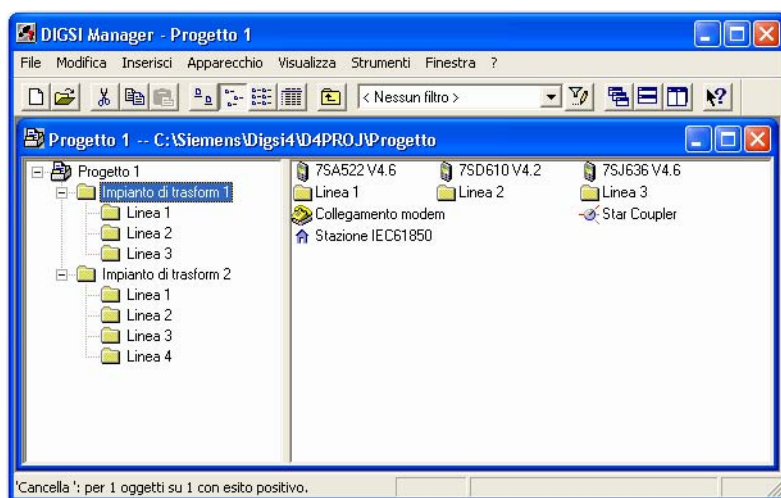 DIGSI Manager - Progetto 1
File Modifica Inserisci Apparecchio Visualizza Strumenti Finestra ?
< Nessun filtro >
Progetto 1 -- C:\Siemens\Digsi4\D4PROJ\Progetto
Progetto 1
Impianto di trasform 1
Linea 1
Linea 2
Linea 3
Impianto di trasform 2
Linea 1
Linea 2
Linea 3
Linea 4
7SA522 V4.6 7SD610 V4.2 7SJ636 V4.6
Linea 1 Linea 2 Linea 3
Collegamento modem Star Coupler
Stazione IEC61850
'Cancella ': per 1 oggetti su 1 con esito positivo.